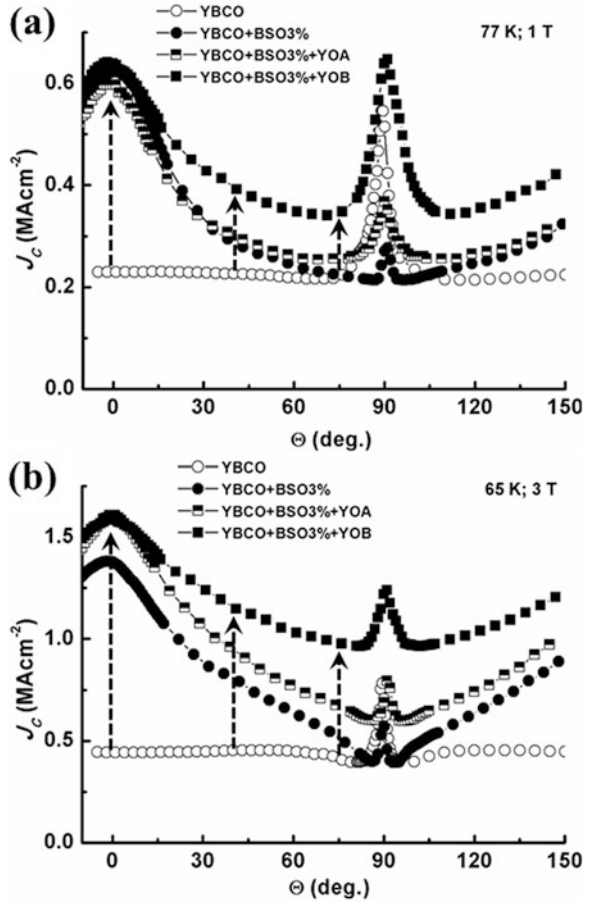 (a)
YBCO
YBCO+BSO3%
YBCO+BSO3%+YOA
YBCO+BSO3%+YOB
77 K; 1 T
0.6
0.4
0.2
0.0
J_C (MAcm⁻²)
0 30 60 90 120 150
Θ (deg.)
(b)
YBCO
YBCO+BSO3%
YBCO+BSO3%+YOA
YBCO+BSO3%+YOB
65 K; 3 T
1.5
1.0
0.5
0.0
J_C (MAcm⁻²)
0 30 60 90 120 150
Θ (deg.)